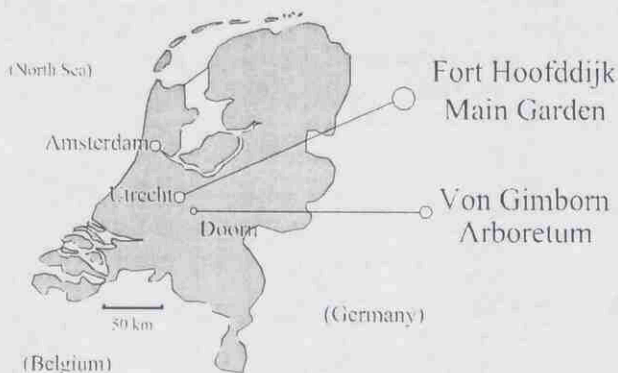 (North Sea)
Fort Hoofddijk
Main Garden
Amsterdam
Utrecht
Von Gimborn
Arboretum
Doorn
50 km
(Germany)
(Belgium)